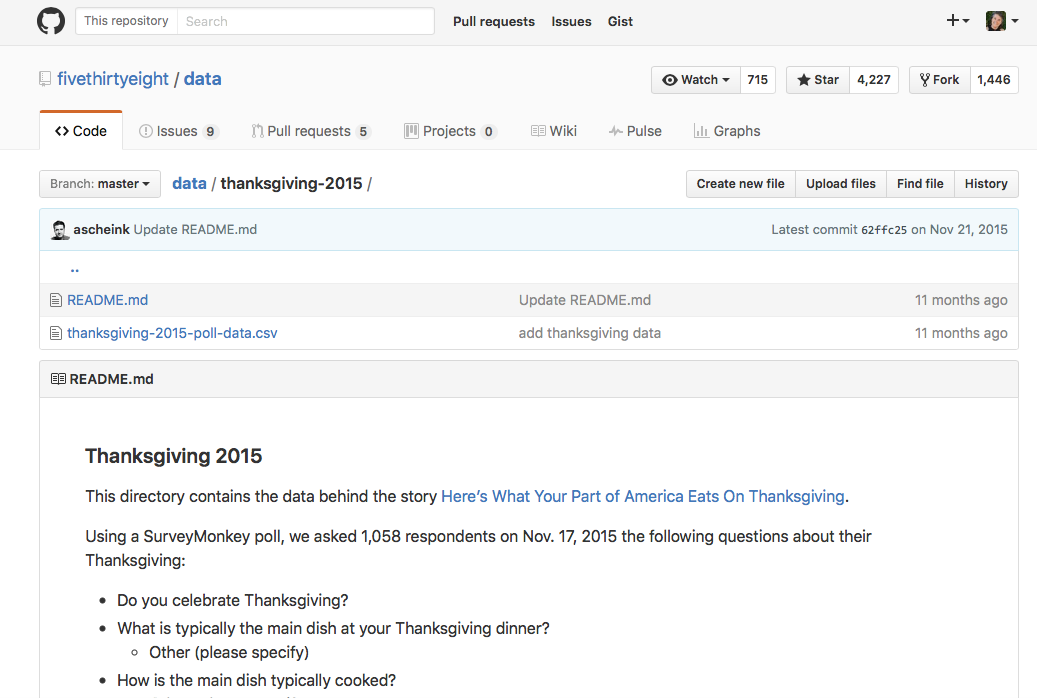 This repository Search Pull requests Issues Gist
fivethirtyeight / data Watch 715 Star 4,227 Fork 1,446
Code Issues 9 Pull requests 5 Projects 0 Wiki Pulse Graphs
Branch: master data / thanksgiving-2015 / Create new file Upload files Find file History
ascheink Update README.md Latest commit 62ffc25 on Nov 21, 2015
..
README.md Update README.md 11 months ago
thanksgiving-2015-poll-data.csv add thanksgiving data 11 months ago
README.md
Thanksgiving 2015
This directory contains the data behind the story Here's What Your Part of America Eats On Thanksgiving.
Using a SurveyMonkey poll, we asked 1,058 respondents on Nov. 17, 2015 the following questions about their
Thanksgiving:
• Do you celebrate Thanksgiving?
• What is typically the main dish at your Thanksgiving dinner?
◦ Other (please specify)
• How is the main dish typically cooked?